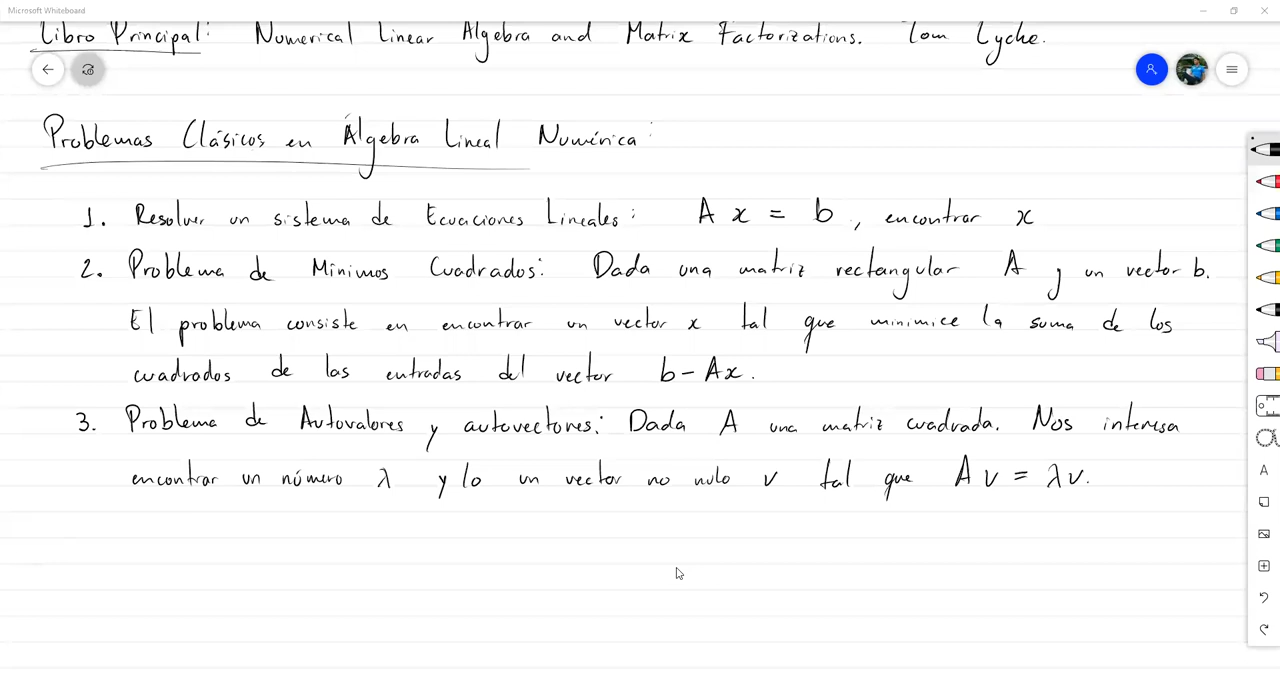 Microsoft Whiteboard
Libro Principal: Numerical Linear Algebra and Matrix Factorizations. Tom Lyche.
Problemas Clásicos en Álgebra Lineal Numérica:
1. Resolver un sistema de Ecuaciones Lineales: A x = b, encontrar x
2. Problema de Mínimos Cuadrados: Dada una matriz rectangular A y un vector b.
El problema consiste en encontrar un vector x tal que minimice la suma de los
cuadrados de las entradas del vector b-Ax.
3. Problema de Autovalores y autovectores: Dada A una matriz cuadrada. Nos interesa
encontrar un número λ y/o un vector no nulo v tal que A v = λv.
A